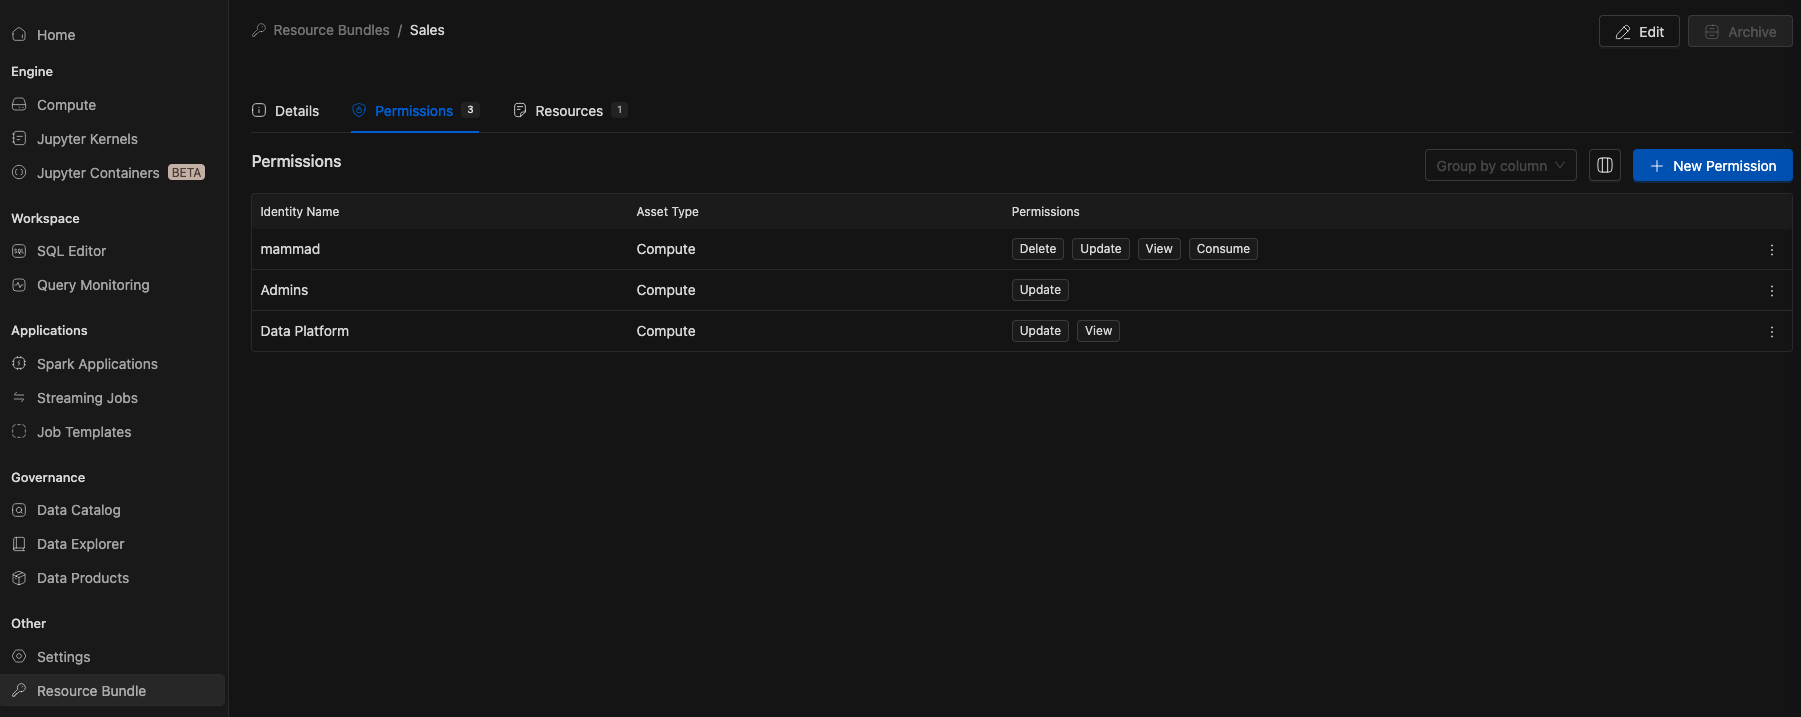 Home
Engine
Compute
Jupyter Kernels
Jupyter Containers BETA
Workspace
SQL Editor
Query Monitoring
Applications
Spark Applications
Streaming Jobs
Job Templates
Governance
Data Catalog
Data Explorer
Data Products
Other
Settings
Resource Bundle
Resource Bundles / Sales
Edit Archive
Details Permissions 3 Resources 1
Permissions
Group by column New Permission
Identity Name Asset Type Permissions
mammad Compute Delete Update View Consume
Admins Compute Update
Data Platform Compute Update View